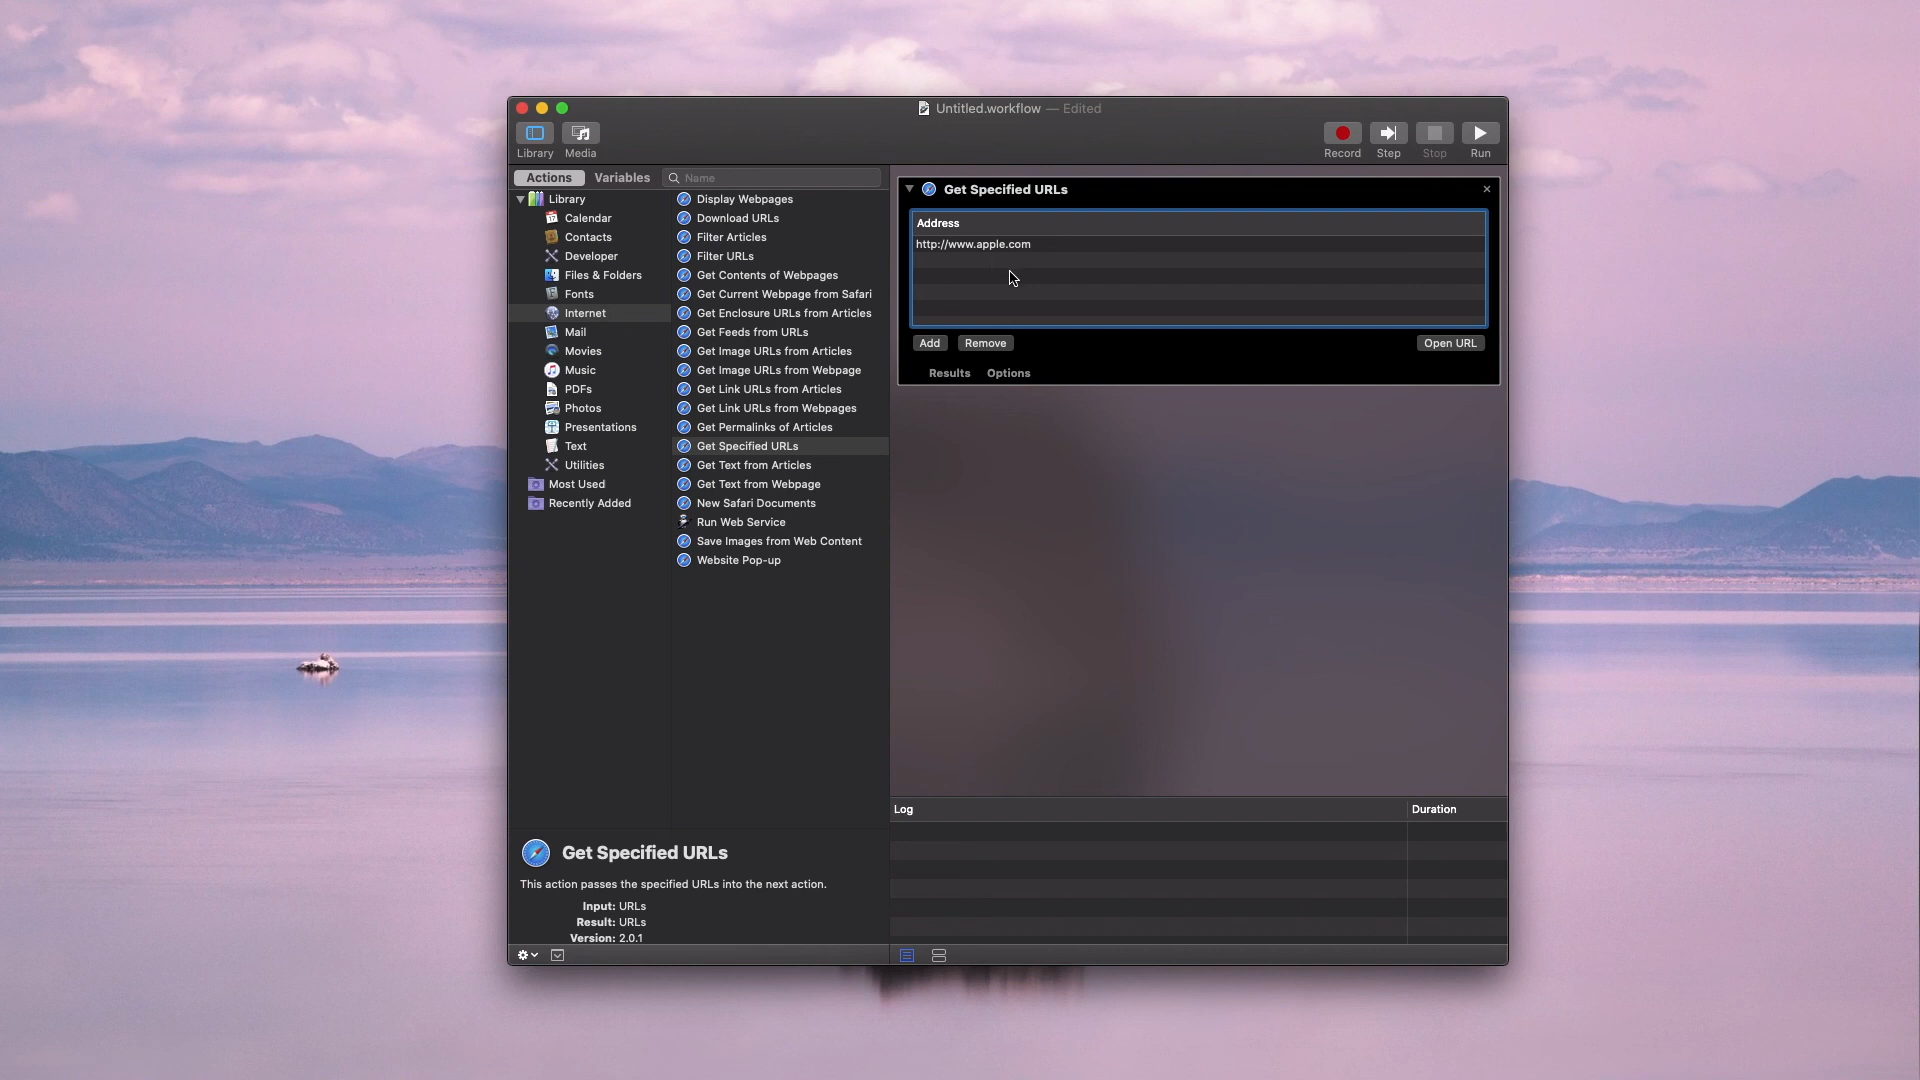 Untitled.workflow — Edited
Library
Media
Record
Step
Stop
Run
Actions
Variables
Name
Library
Calendar
Contacts
Developer
Files & Folders
Fonts
Internet
Mail
Movies
Music
PDFs
Photos
Presentations
Text
Utilities
Most Used
Recently Added
Display Webpages
Download URLs
Filter Articles
Filter URLs
Get Contents of Webpages
Get Current Webpage from Safari
Get Enclosure URLs from Articles
Get Feeds from URLs
Get Image URLs from Articles
Get Image URLs from Webpage
Get Link URLs from Articles
Get Link URLs from Webpages
Get Permalinks of Articles
Get Specified URLs
Get Text from Articles
Get Text from Webpage
New Safari Documents
Run Web Service
Save Images from Web Content
Website Pop-up
Get Specified URLs
Address
http://www.apple.com
Add
Remove
Open URL
Results
Options
Log
Duration
Get Specified URLs
This action passes the specified URLs into the next action.
Input: URLs
Result: URLs
Version: 2.0.1